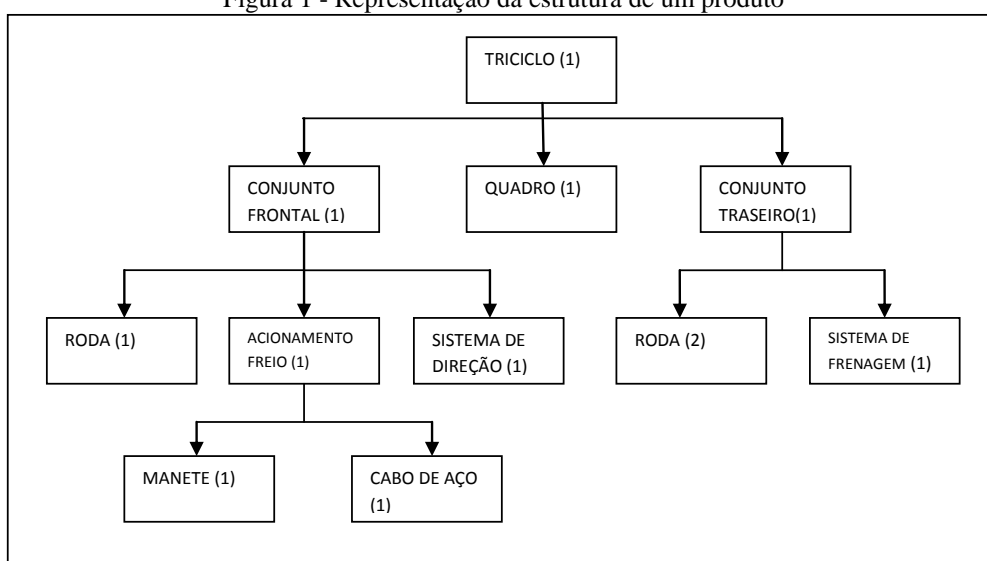 Figura 1 - Representação da estrutura de um produto
TRICICLO (1)
CONJUNTO
FRONTAL (1)
QUADRO (1)
CONJUNTO
TRASEIRO(1)
RODA (1)
ACIONAMENTO
FREIO (1)
SISTEMA DE
DIREÇÃO (1)
RODA (2)
SISTEMA DE
FRENAGEM (1)
MANETE (1)
CABO DE AÇO
(1)